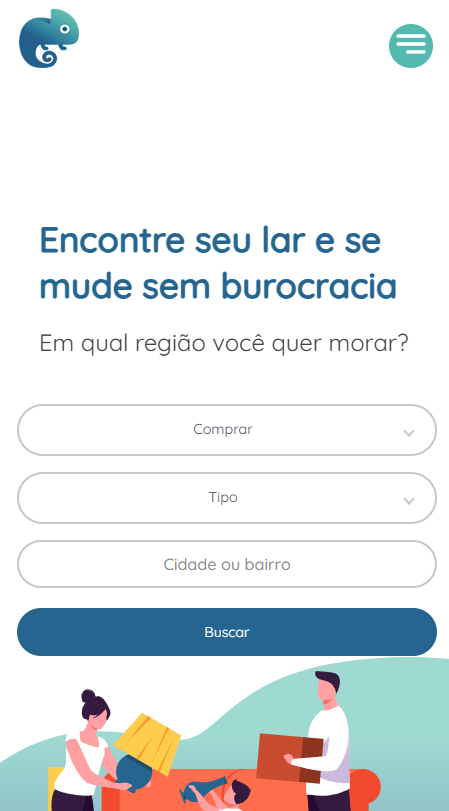 Encontre seu lar e se
mude sem burocracia
Em qual região você quer morar?
Comprar
Tipo
Cidade ou bairro
Buscar